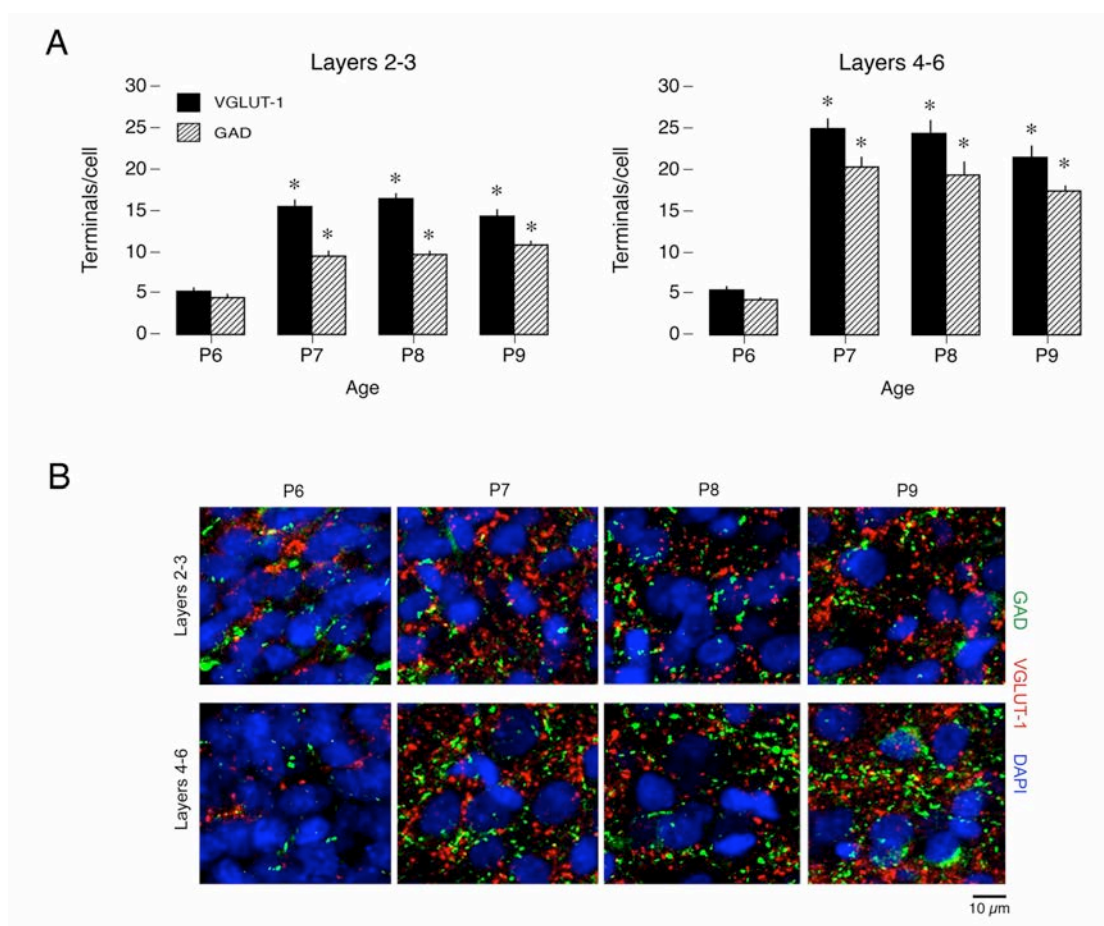 A
Layers 2-3
Layers 4-6
30
25
20
15
10
5
0
Terminals/cell
VGLUT-1
GAD
* * * * * *
P6 P7 P8 P9
Age
30
25
20
15
10
5
0
Terminals/cell
* * * * * *
P6 P7 P8 P9
Age
B
P6 P7 P8 P9
Layers 2-3
Layers 4-6
GAD VGLUT-1 DAPI
10 µm